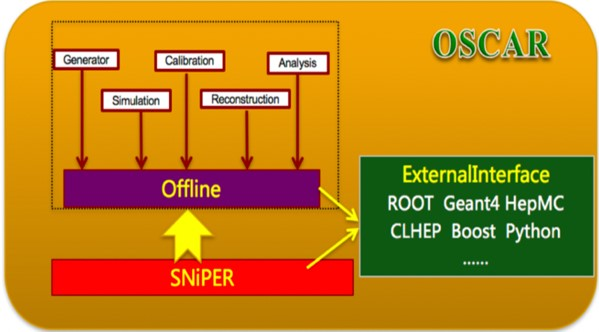 OSCAR
Generator
Calibration
Analysis
Simulation
Reconstruction
Offline
ExternalInterface
ROOT Geant4 HepMC
CLHEP Boost Python
......
SNiPER